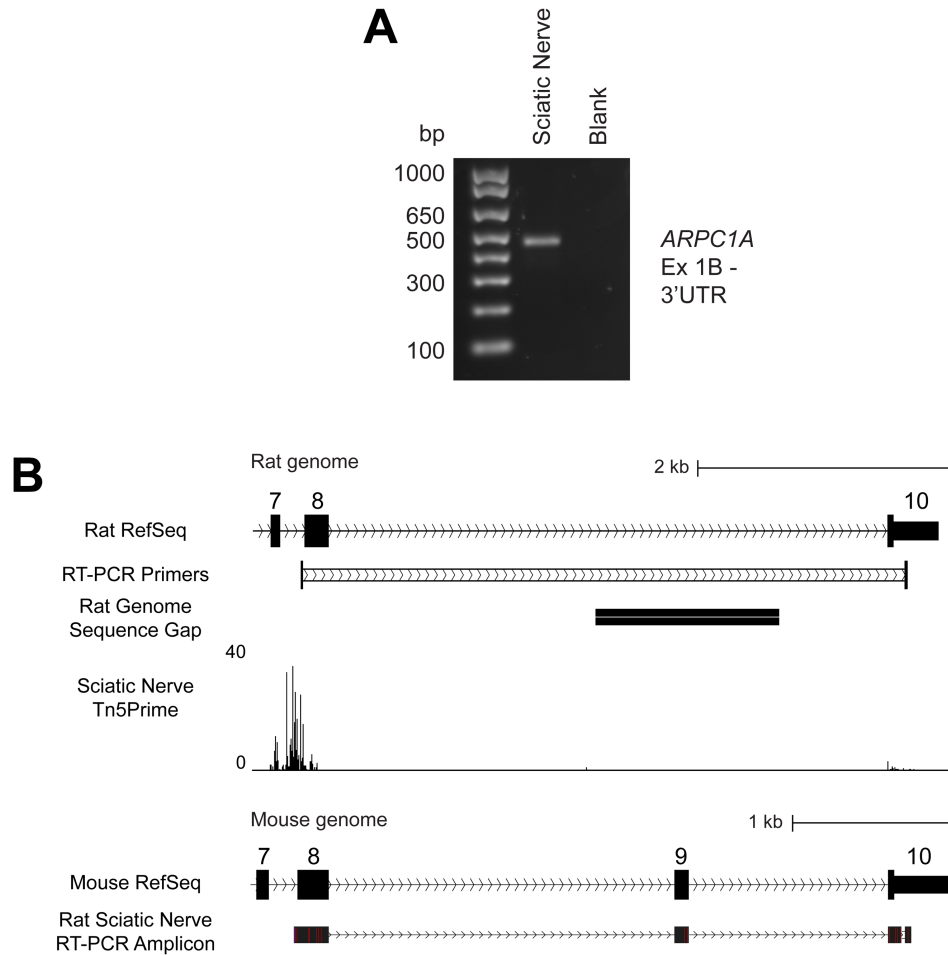 A
Sciatic Nerve
Blank
bp
1000
650
500
300
100
ARPC1A
Ex 1B -
3'UTR
B
Rat genome
2 kb
7 8 10
Rat RefSeq
RT-PCR Primers
Rat Genome
Sequence Gap
40
Sciatic Nerve
Tn5Prime
0
Mouse genome
1 kb
7 8 9 10
Mouse RefSeq
Rat Sciatic Nerve
RT-PCR Amplicon